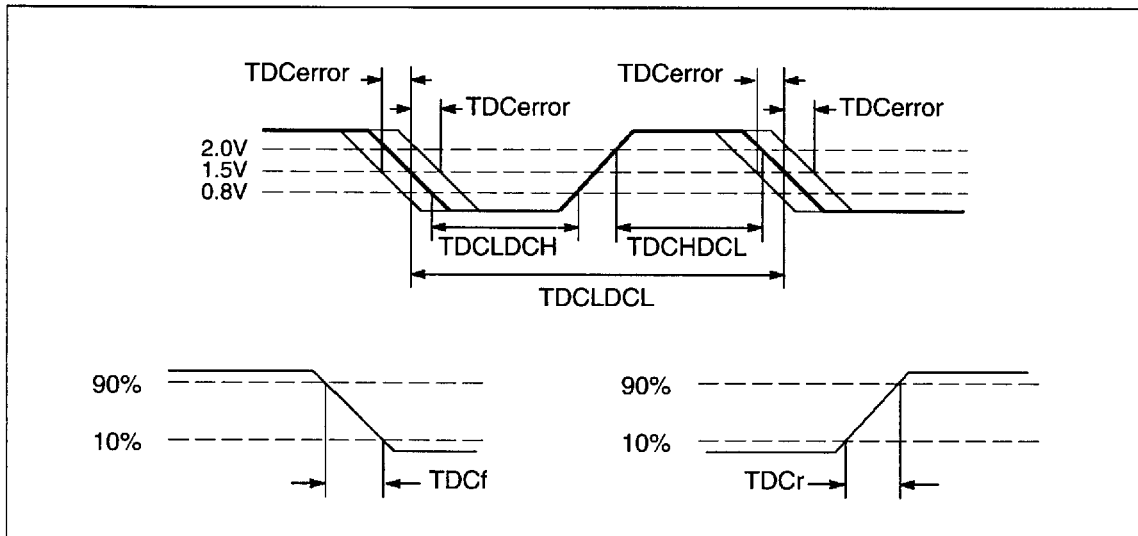 TDCerror
TDCerror
TDCerror
TDCerror
2.0V
1.5V
0.8V
TDCLDCH
TDCHDCL
TDCLDCL
90%
10%
TDCf
90%
10%
TDCr